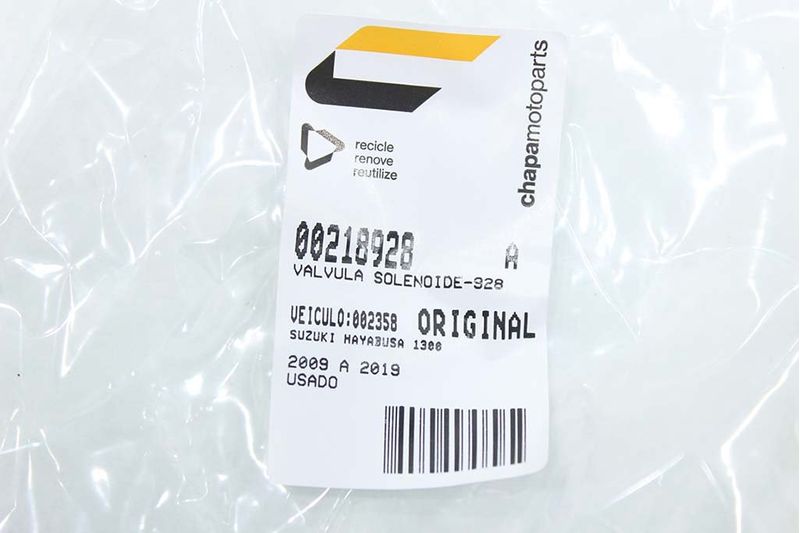 chapamotoparts
recicle
renove
reutilize
00218928 A
VALVULA SOLENOIDE-928
VEICULO:002358 ORIGINAL
SUZUKI HAYABUSA 1300
2009 A 2019
USADO